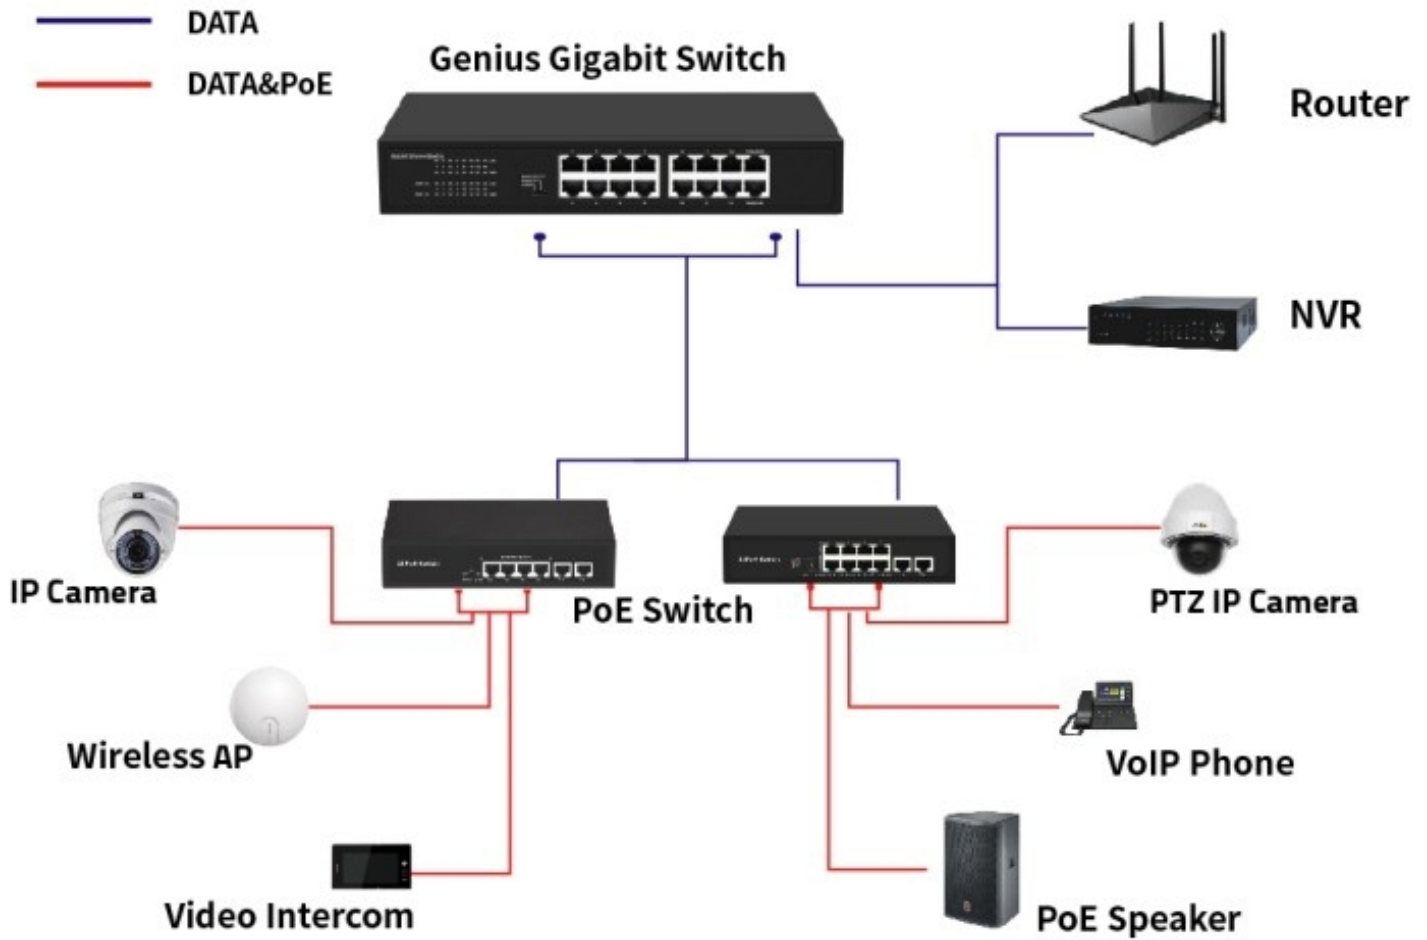 DATA
DATA&PoE
Genius Gigabit Switch
Router
NVR
IP Camera
PoE Switch
PTZ IP Camera
Wireless AP
VoIP Phone
Video Intercom
PoE Speaker